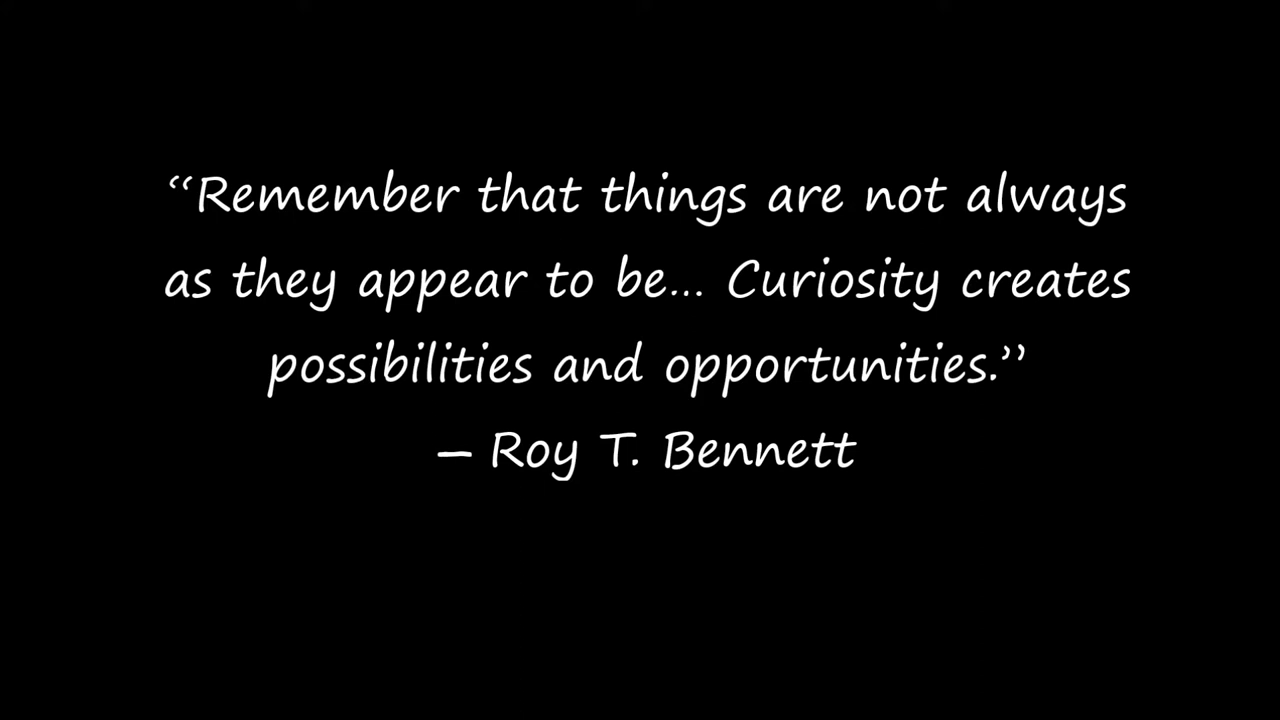 “Remember that things are not always
as they appear to be… Curiosity creates
possibilities and opportunities.”
— Roy T. Bennett